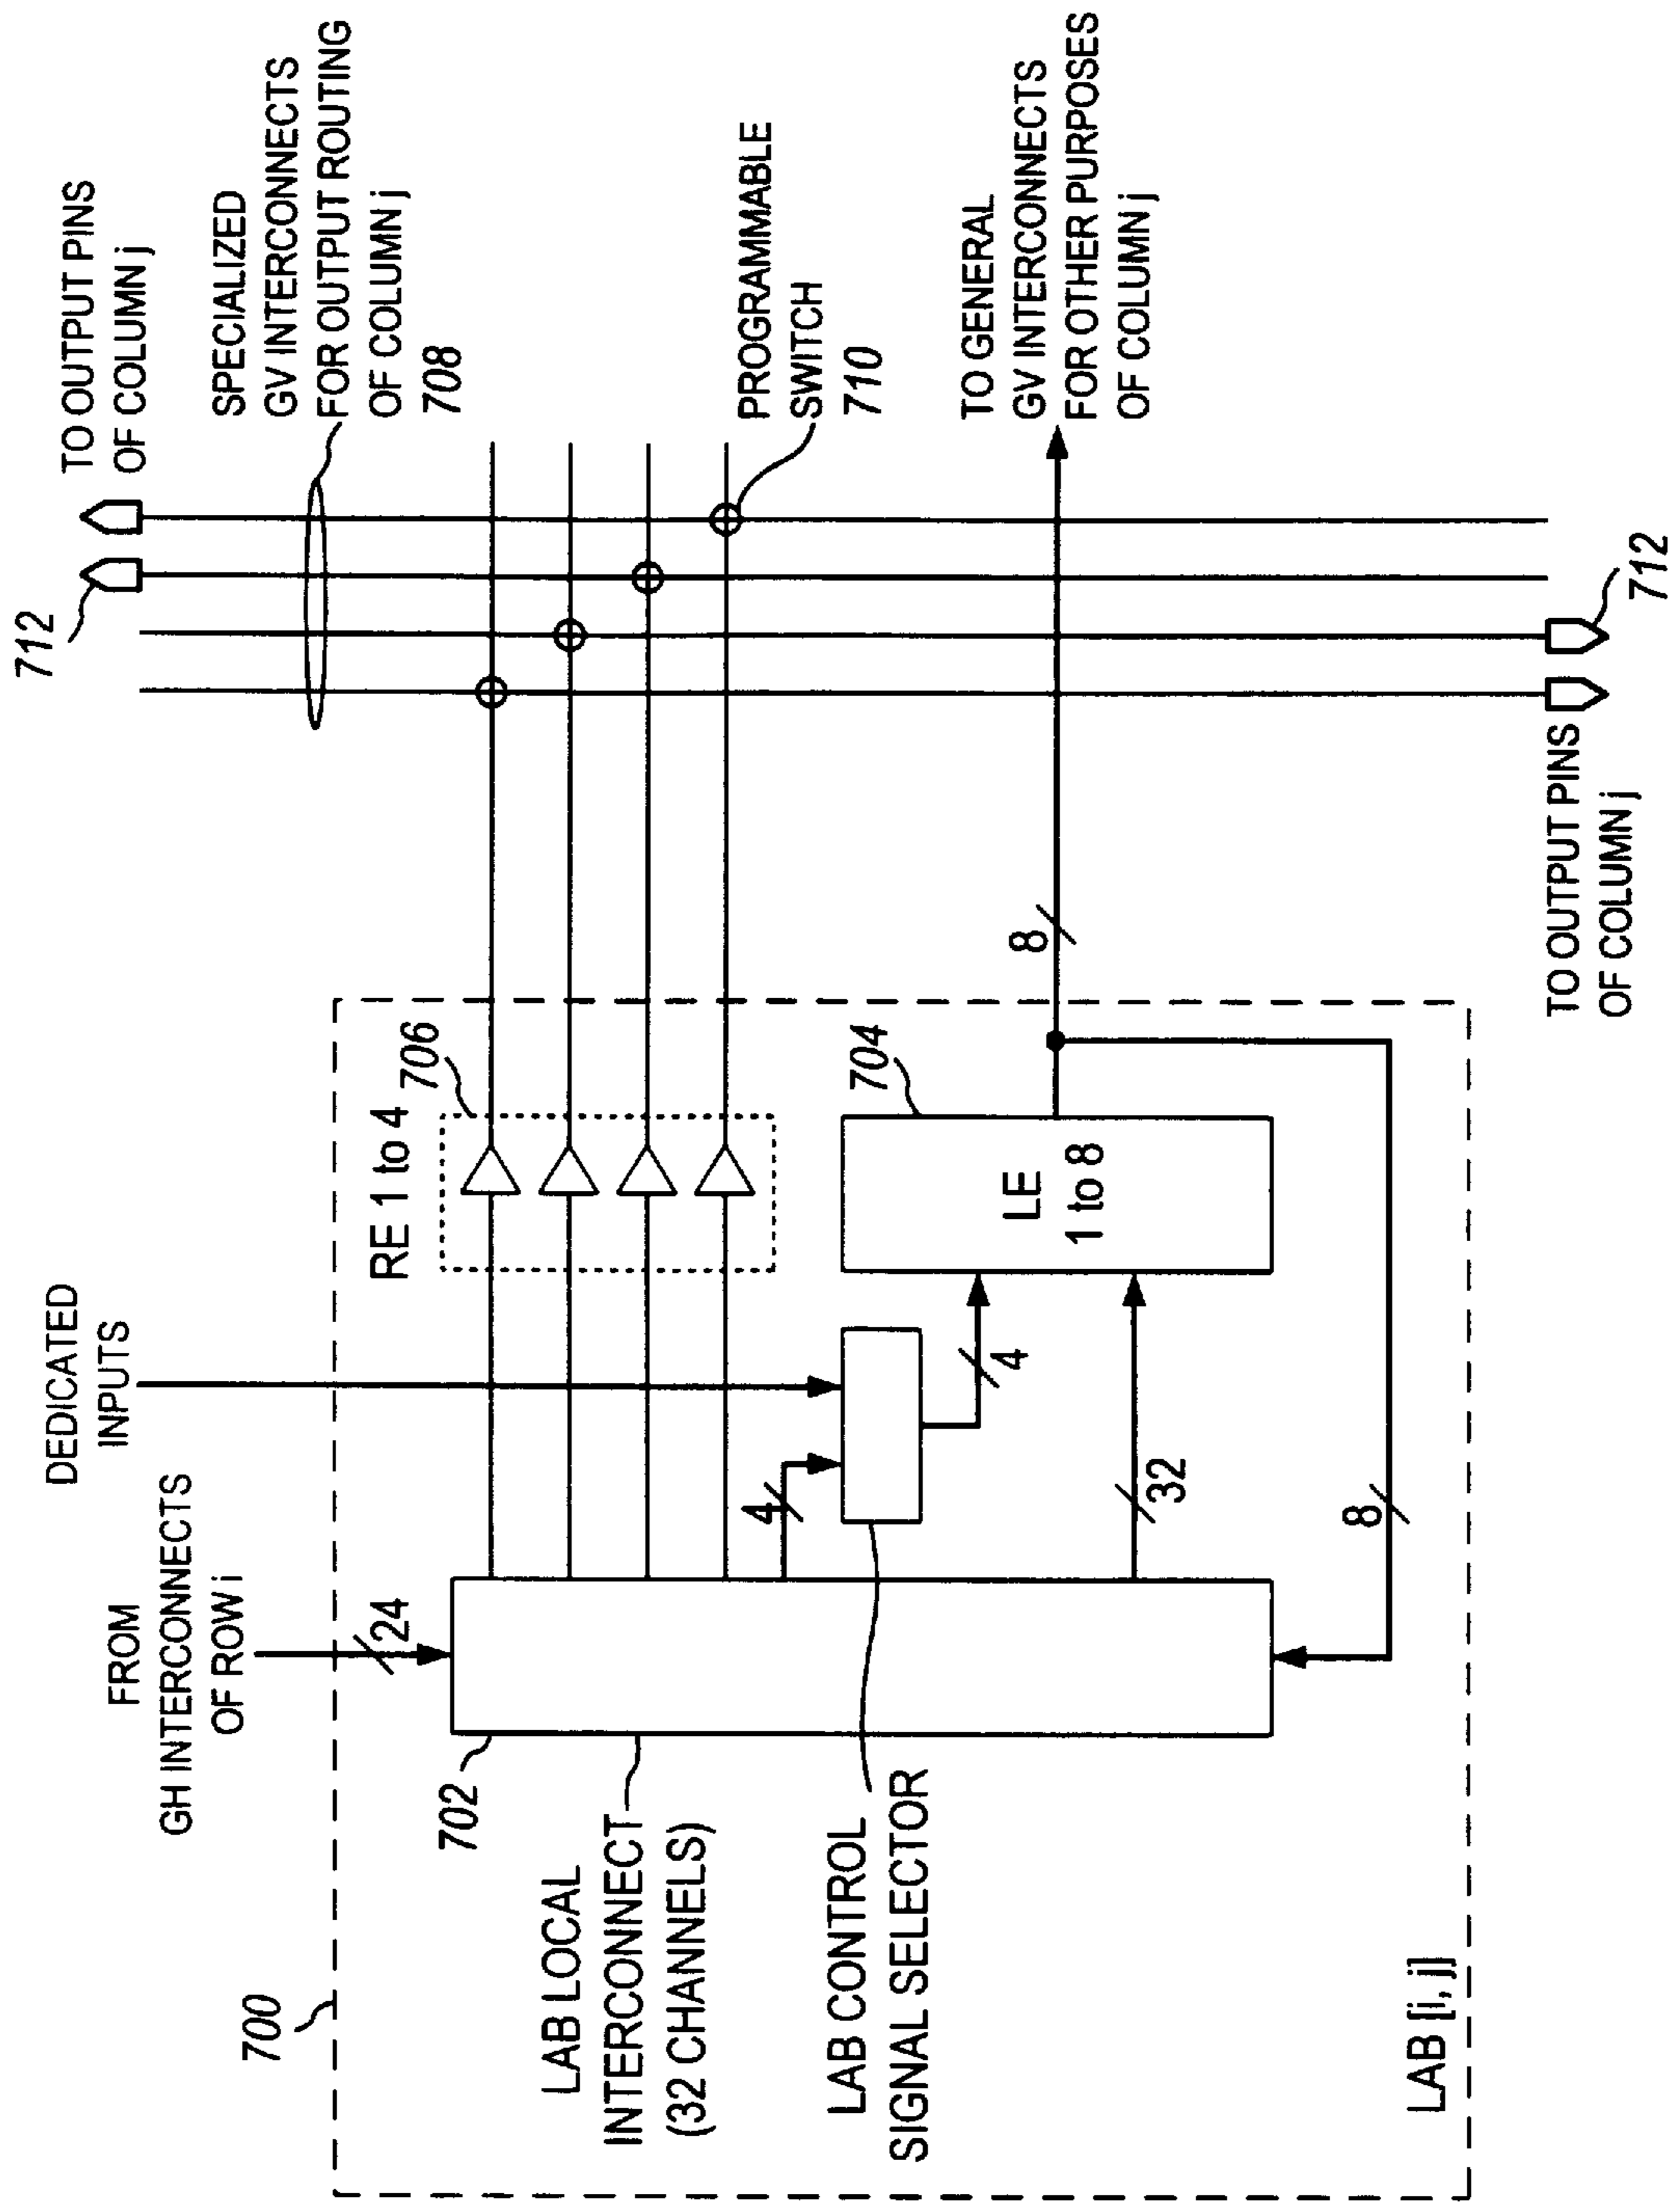 FROM
GH INTERCONNECTS
OF ROW i
24
DEDICATED
INPUTS
712
TO OUTPUT PINS
OF COLUMN j
SPECIALIZED
GV INTERCONNECTS
FOR OUTPUT ROUTING
OF COLUMN j
708
700
702
RE 1 to 4
706
LAB LOCAL
INTERCONNECT
(32 CHANNELS)
PROGRAMMABLE
SWITCH
710
4
4
LAB CONTROL
SIGNAL SELECTOR
704
LE
1 to 8
32
8
TO GENERAL
GV INTERCONNECTS
FOR OTHER PURPOSES
OF COLUMN j
8
LAB [i, j]
TO OUTPUT PINS
OF COLUMN j
712